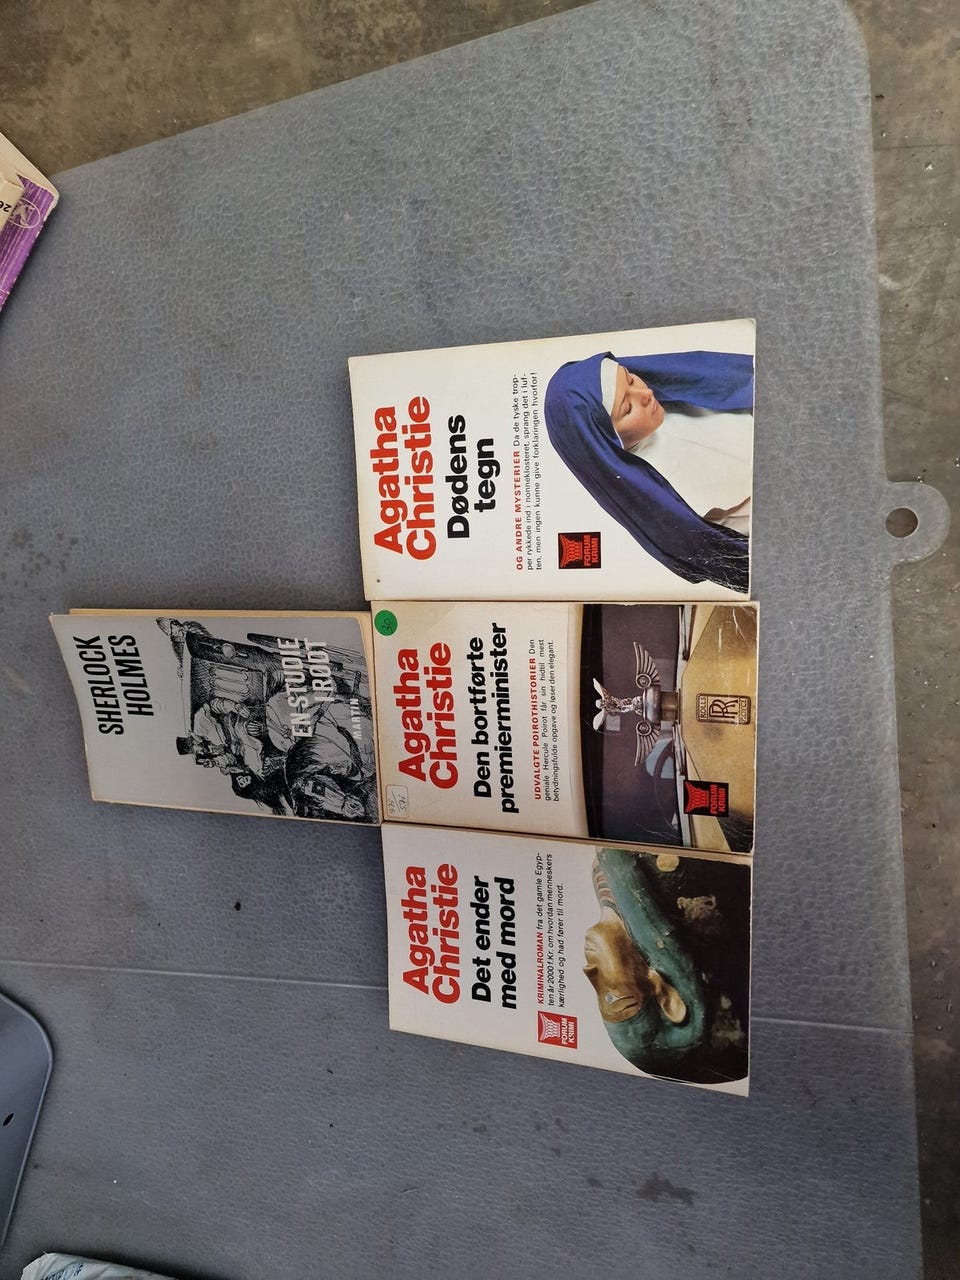 SHERLOCK
HOLMES
EN STUDIE
I RØDT
MARTIN
Agatha
Christie
Det ender
med mord
KRIMINALROMAN fra det gamle Egyp-
ten år 2000 f.Kr. om hvordan menneskers
kærlighed og had fører til mord.
FORUM
KRIMI
Agatha
Christie
Den bortførte
premierminister
UDVALGTE POIROTHISTORIER Den
geniale Hercule Poirot får sin hidtil mest
betydningsfulde opgave og løser den elegant.
FORUM
KRIMI
ROLLS
RR
ROYCE
30
Agatha
Christie
Dødens
tegn
OG ANDRE MYSTERIER Da de tyske trop-
per rykkede ind i nonneklosteret, sprang det i luf-
ten, men ingen kunne give forklaringen hvorfor!
FORUM
KRIMI